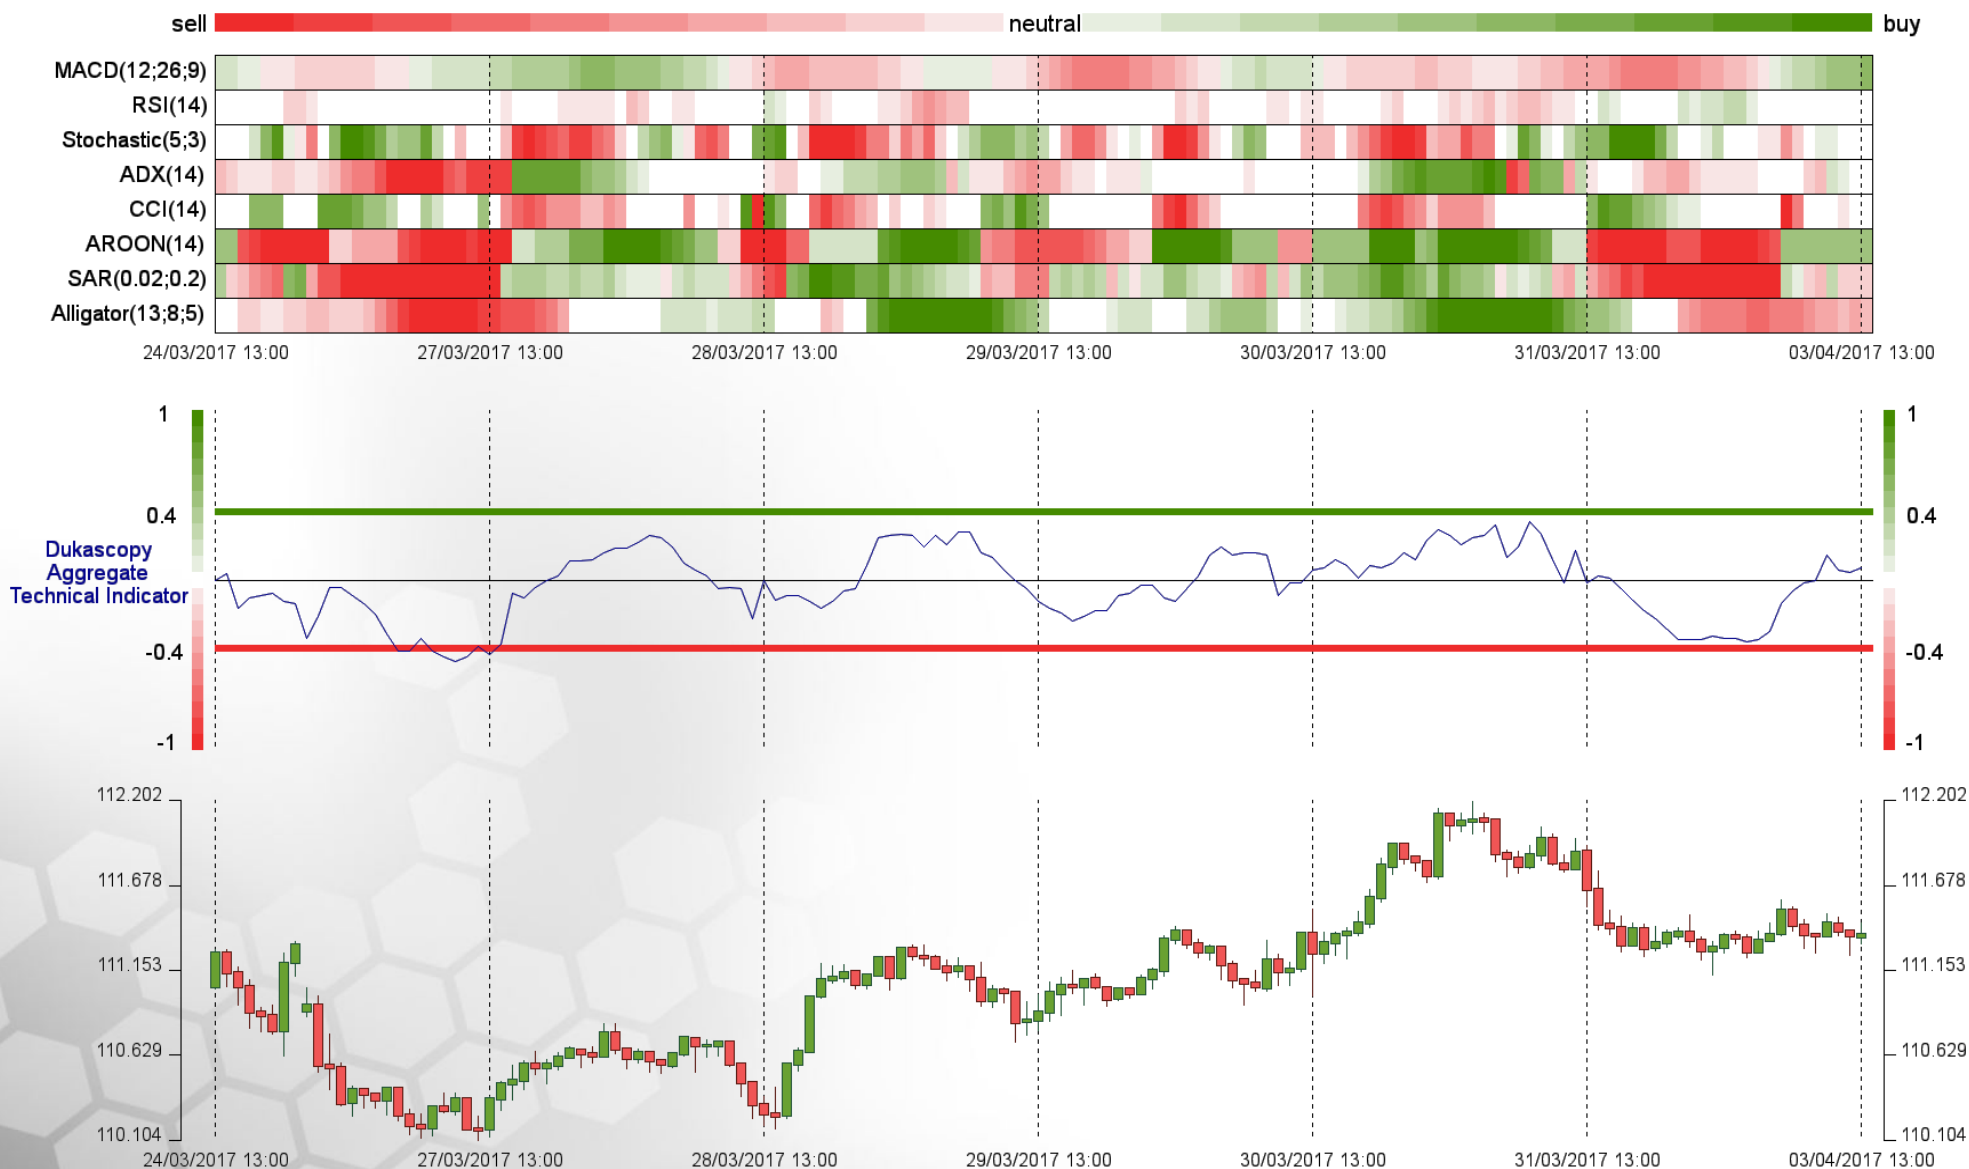 sell neutral buy
MACD(12;26;9)
RSI(14)
Stochastic(5;3)
ADX(14)
CCI(14)
AROON(14)
SAR(0.02;0.2)
Alligator(13;8;5)
24/03/2017 13:00 27/03/2017 13:00 28/03/2017 13:00 29/03/2017 13:00 30/03/2017 13:00 31/03/2017 13:00 03/04/2017 13:00
1 1
0.4 0.4
Dukascopy
Aggregate
Technical Indicator
-0.4 -0.4
-1 -1
112.202 112.202
111.678 111.678
111.153 111.153
110.629 110.629
110.104 110.104
24/03/2017 13:00 27/03/2017 13:00 28/03/2017 13:00 29/03/2017 13:00 30/03/2017 13:00 31/03/2017 13:00 03/04/2017 13:00